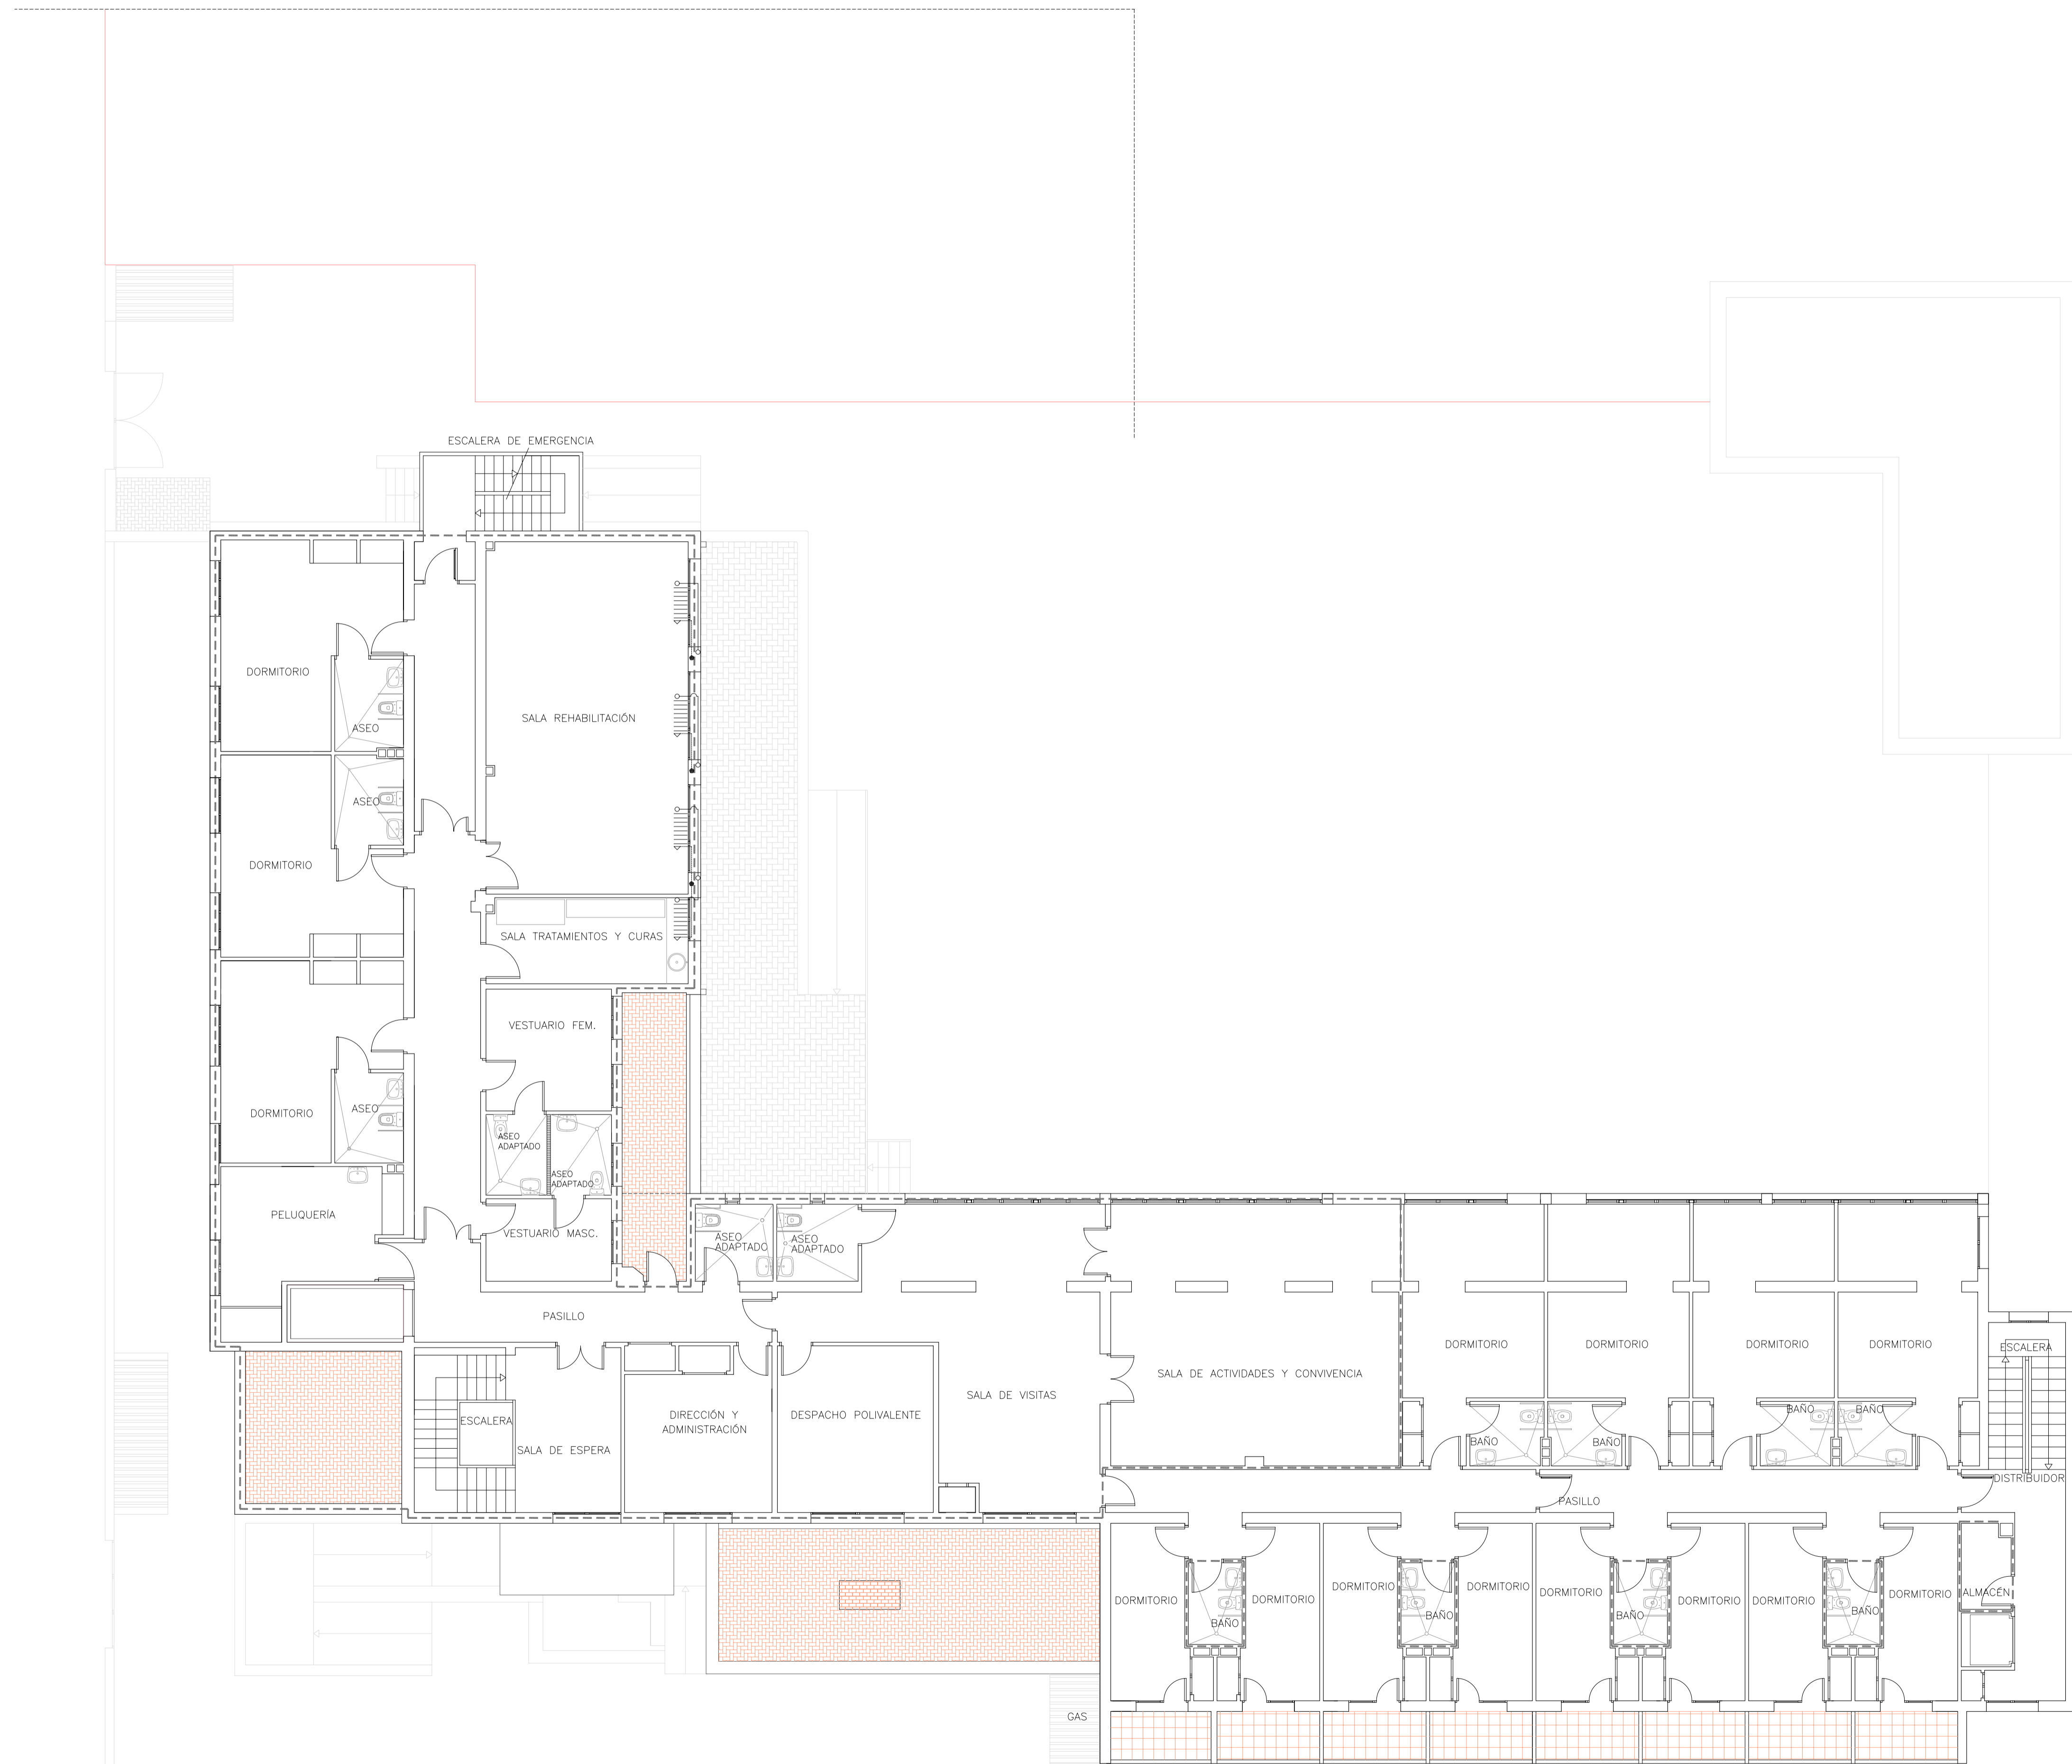 ESCALERA DE EMERGENCIA
DORMITORIO
ASEO
SALA REHABILITACIÓN
ASEO
DORMITORIO
SALA TRATAMIENTOS Y CURAS
VESTUARIO FEM.
DORMITORIO
ASEO
ASEO
ADAPTADO
ASEO
ADAPTADO
PELUQUERÍA
VESTUARIO MASC.
ASEO
ADAPTADO
ASEO
ADAPTADO
PASILLO
DORMITORIO
DORMITORIO
DORMITORIO
DORMITORIO
ESCALERA
SALA DE ACTIVIDADES Y CONVIVENCIA
SALA DE VISITAS
ESCALERA
SALA DE ESPERA
DIRECCIÓN Y
ADMINISTRACIÓN
DESPACHO POLIVALENTE
BAÑO
BAÑO
BAÑO
BAÑO
DISTRIBUIDOR
PASILLO
DORMITORIO
BAÑO
DORMITORIO
DORMITORIO
BAÑO
DORMITORIO
DORMITORIO
BAÑO
DORMITORIO
DORMITORIO
BAÑO
DORMITORIO
ALMACÉN
GAS